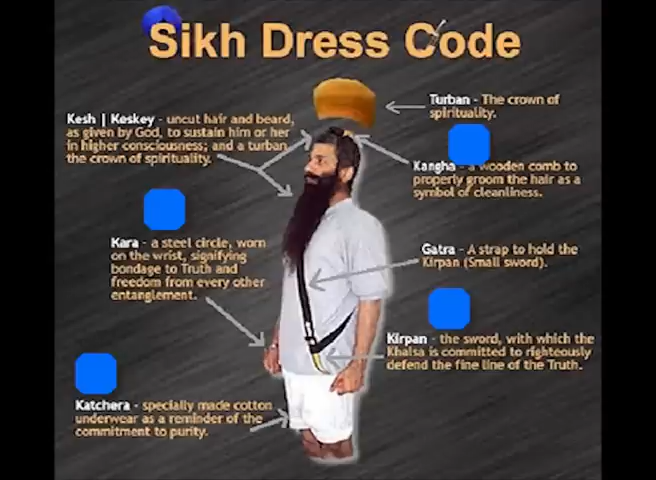 Sikh Dress Code
Turban - The crown of
spirituality.
Kesh | Keskey - uncut hair and beard,
as given by God, to sustain him or her
in higher consciousness; and a turban,
the crown of spirituality.
Kangha - a wooden comb to
properly groom the hair as a
symbol of cleanliness.
Kara - a steel circle, worn
on the wrist, signifying
bondage to Truth and
freedom from every other
entanglement.
Gatra - A strap to hold the
Kirpan (Small sword).
Kirpan - the sword, with which the
Khalsa is committed to righteously
defend the fine line of the Truth.
Katchera - specially made cotton
underwear as a reminder of the
commitment to purity.